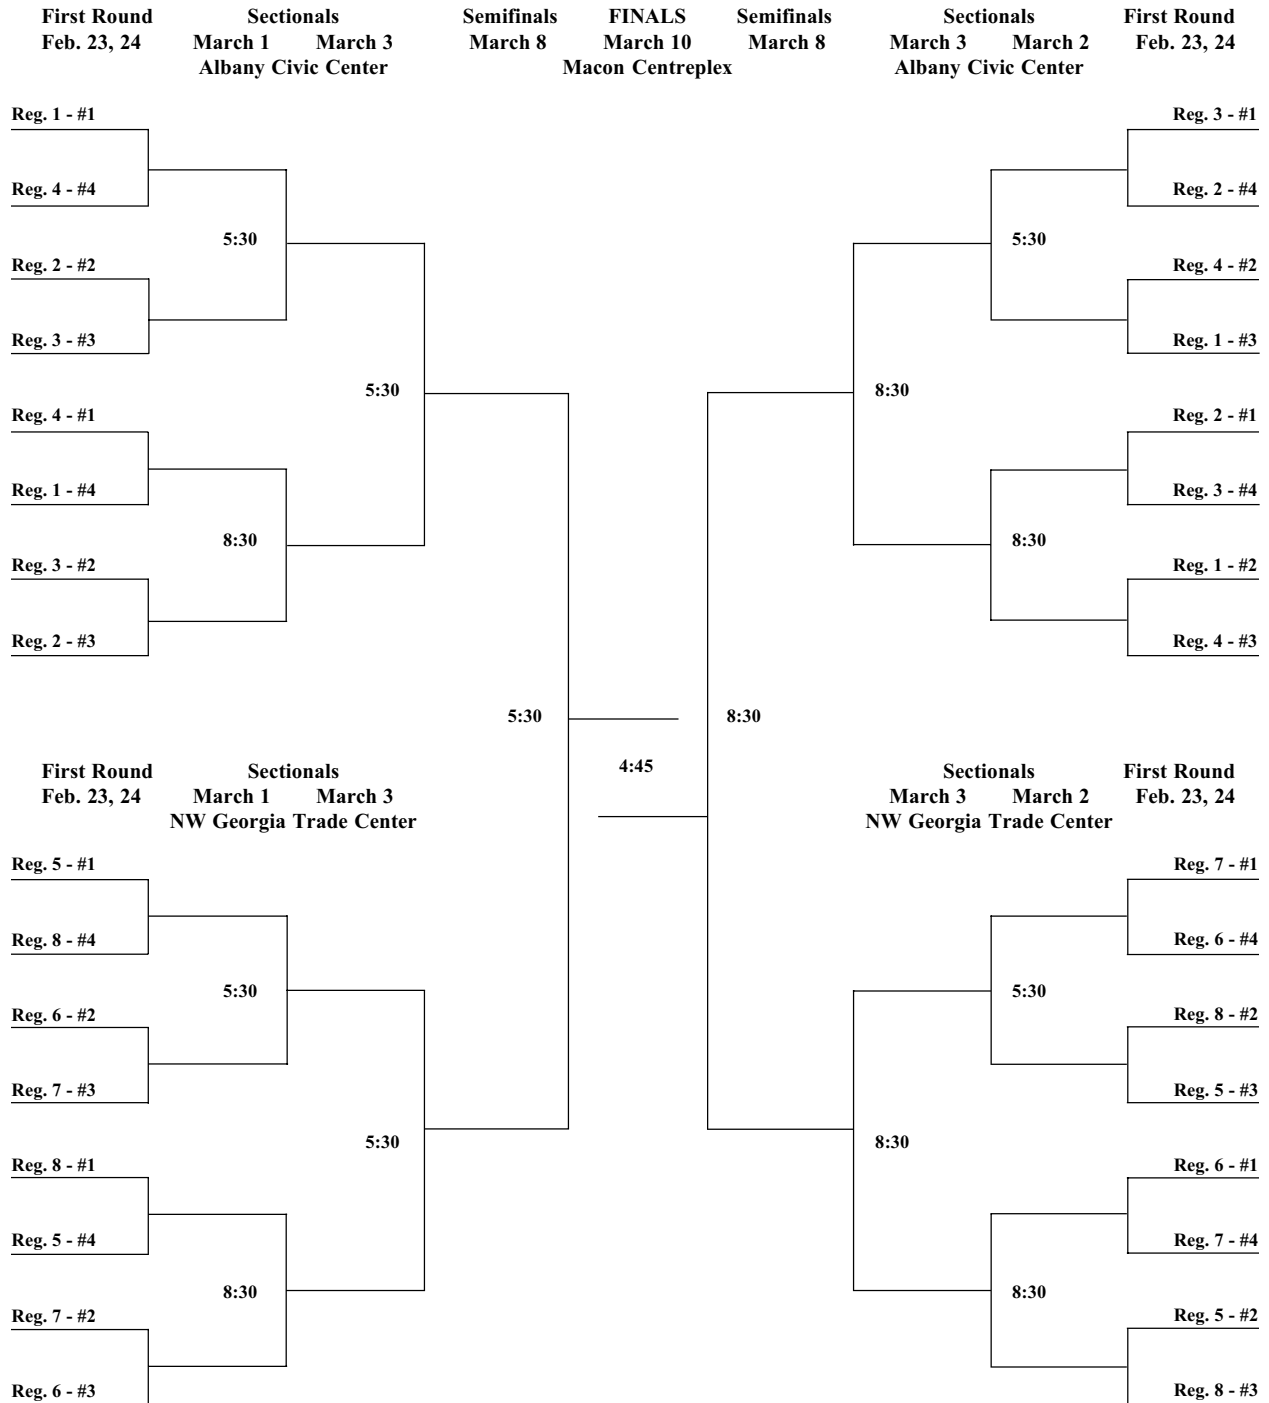 First Round Sectionals Semifinals FINALS Semifinals Sectionals First Round
Feb. 23, 24 March 1 March 3 March 8 March 10 March 8 March 3 March 2 Feb. 23, 24
Albany Civic Center Macon Centreplex Albany Civic Center
Reg. 1 - #1 Reg. 3 - #1
Reg. 4 - #4 Reg. 2 - #4
5:30 5:30
Reg. 2 - #2 Reg. 4 - #2
Reg. 3 - #3 Reg. 1 - #3
5:30 8:30
Reg. 4 - #1 Reg. 2 - #1
Reg. 1 - #4 Reg. 3 - #4
8:30 8:30
Reg. 3 - #2 Reg. 1 - #2
Reg. 2 - #3 Reg. 4 - #3
5:30 8:30
4:45
First Round Sectionals Sectionals First Round
Feb. 23, 24 March 1 March 3 March 3 March 2 Feb. 23, 24
NW Georgia Trade Center NW Georgia Trade Center
Reg. 5 - #1 Reg. 7 - #1
Reg. 8 - #4 Reg. 6 - #4
5:30 5:30
Reg. 6 - #2 Reg. 8 - #2
Reg. 7 - #3 Reg. 5 - #3
5:30 8:30
Reg. 8 - #1 Reg. 6 - #1
Reg. 5 - #4 Reg. 7 - #4
8:30 8:30
Reg. 7 - #2 Reg. 5 - #2
Reg. 6 - #3 Reg. 8 - #3